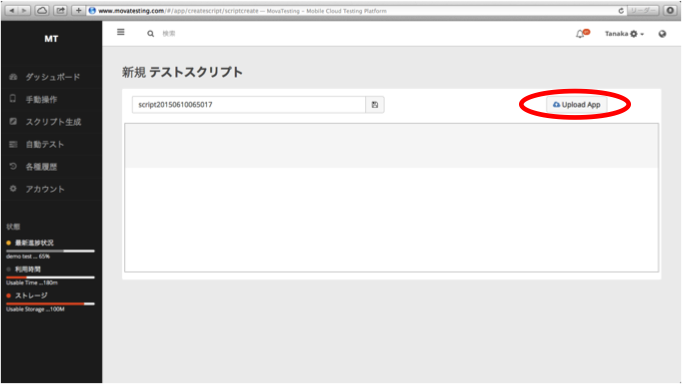 www.movatesting.com/#/app/createscript/scriptcreate — MovaTesting - Mobile Cloud Testing Platform
リーダー
MT
検索
Tanaka
ダッシュボード
手動操作
スクリプト生成
自動テスト
各種履歴
アカウント
状態
最新進捗状況
demo test ... 65%
利用時間
Usable Time ...180m
ストレージ
Usable Storage ...100M
新規 テストスクリプト
script20150610065017
Upload App